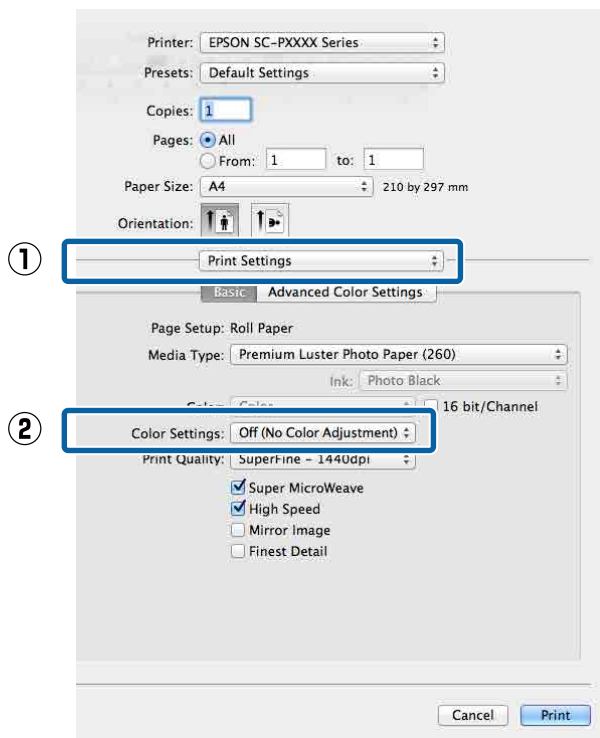 Printer: EPSON SC-PXXXX Series
Presets: Default Settings
Copies: 1
Pages: All
From: 1 to: 1
Paper Size: A4 210 by 297 mm
Orientation:
① Print Settings
Basic Advanced Color Settings
Page Setup: Roll Paper
Media Type: Premium Luster Photo Paper (260)
Ink: Photo Black
Color: Color 16 bit/Channel
② Color Settings: Off (No Color Adjustment)
Print Quality: SuperFine - 1440dpi
Super MicroWeave
High Speed
Mirror Image
Finest Detail
Cancel Print